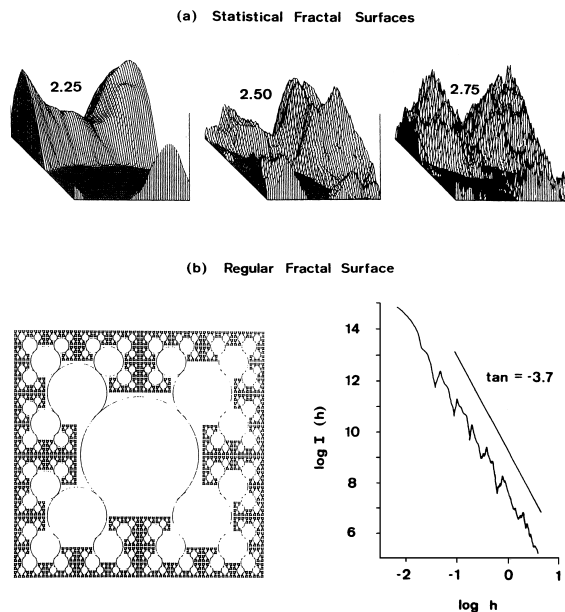 (a) Statistical Fractal Surfaces
2.25
2.50
2.75
(b) Regular Fractal Surface
14
12
10
8
6
tan = -3.7
log I (h)
-2
-1
0
1
log h